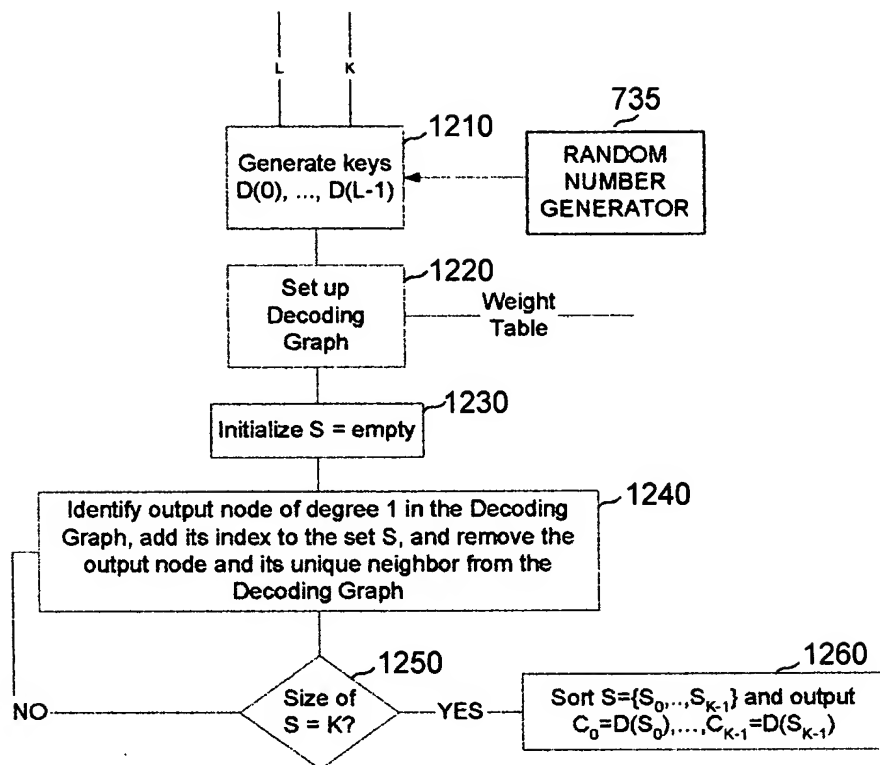 L K
1210
Generate keys
D(0), ..., D(L-1)
735
RANDOM
NUMBER
GENERATOR
1220
Set up
Decoding
Graph
Weight
Table
1230
Initialize S = empty
1240
Identify output node of degree 1 in the Decoding
Graph, add its index to the set S, and remove the
output node and its unique neighbor from the
Decoding Graph
1250
Size of
S = K?
NO
YES
1260
Sort S={S₀,..,S_{K-1}} and output
C₀=D(S₀),...,C_{K-1}=D(S_{K-1})